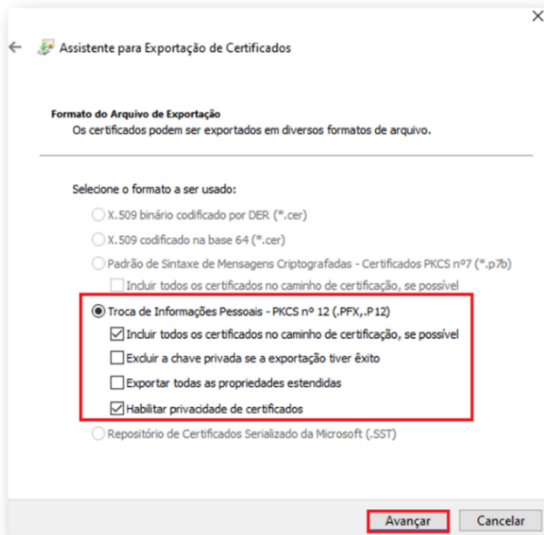 Assistente para Exportação de Certificados
Formato do Arquivo de Exportação
Os certificados podem ser exportados em diversos formatos de arquivo.
Selecione o formato a ser usado:
X.509 binário codificado por DER (*.cer)
X.509 codificado na base 64 (*.cer)
Padrão de Sintaxe de Mensagens Criptografadas - Certificados PKCS nº7 (*.p7b)
Incluir todos os certificados no caminho de certificação, se possível
Troca de Informações Pessoais - PKCS nº 12 (.PFX,.P12)
Incluir todos os certificados no caminho de certificação, se possível
Excluir a chave privada se a exportação tiver êxito
Exportar todas as propriedades estendidas
Habilitar privacidade de certificados
Repositório de Certificados Serializado da Microsoft (.SST)
Avançar Cancelar